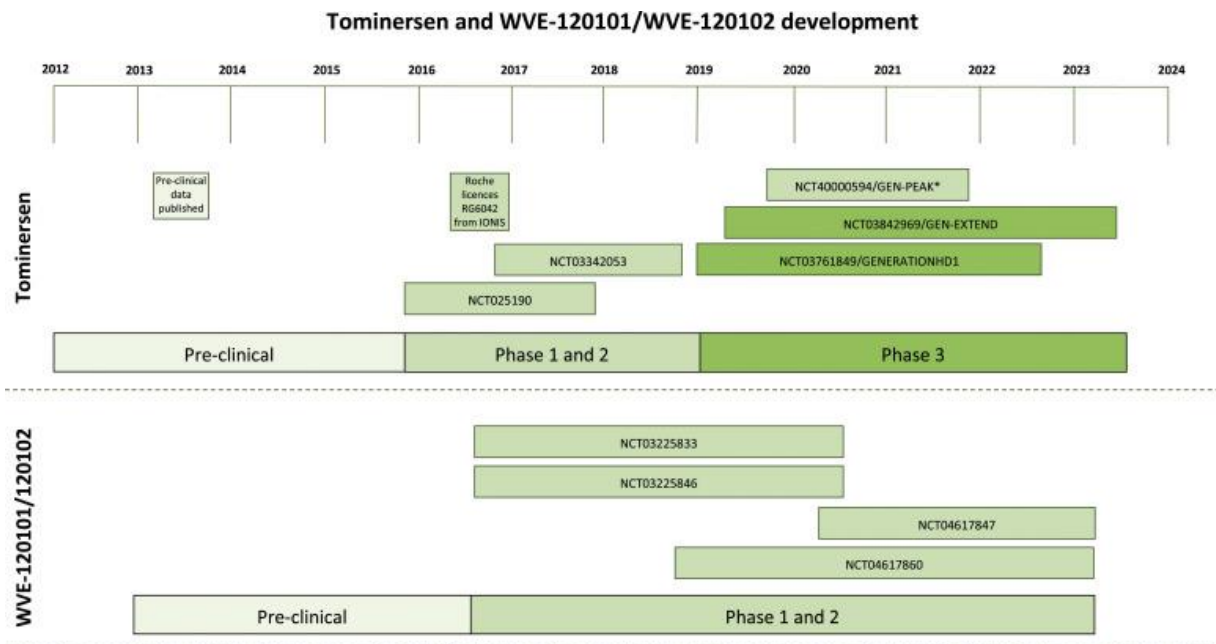 Tominersen and WVE-120101/WVE-120102 development
2012 2013 2014 2015 2016 2017 2018 2019 2020 2021 2022 2023 2024
Tominersen
Pre-clinical
data
published
Roche
licences
RG6042
from IONIS
NCT40000594/GEN-PEAK*
NCT03842969/GEN-EXTEND
NCT03342053
NCT03761849/GENERATIONHD1
NCT025190
Pre-clinical
Phase 1 and 2
Phase 3
WVE-120101/120102
NCT03225833
NCT03225846
NCT04617847
NCT04617860
Pre-clinical
Phase 1 and 2